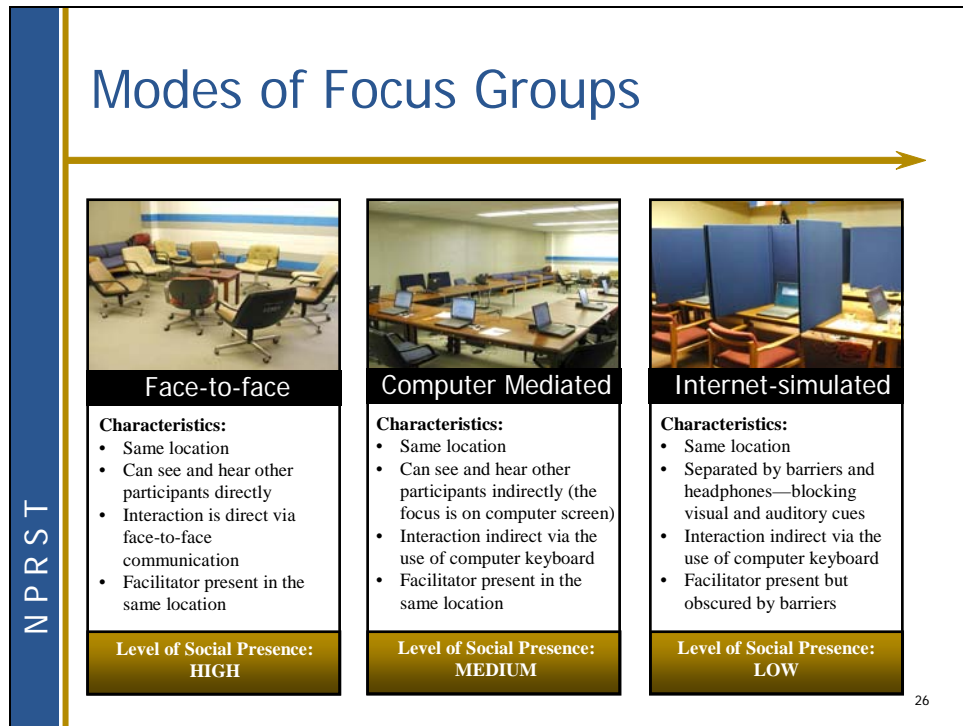 Modes of Focus Groups
Face-to-face
Characteristics:
• Same location
• Can see and hear other
participants directly
• Interaction is direct via
face-to-face
communication
• Facilitator present in the
same location
Level of Social Presence:
HIGH
Computer Mediated
Characteristics:
• Same location
• Can see and hear other
participants indirectly (the
focus is on computer screen)
• Interaction indirect via the
use of computer keyboard
• Facilitator present in the
same location
Level of Social Presence:
MEDIUM
Internet-simulated
Characteristics:
• Same location
• Separated by barriers and
headphones—blocking
visual and auditory cues
• Interaction indirect via the
use of computer keyboard
• Facilitator present but
obscured by barriers
Level of Social Presence:
LOW
NPRST
26